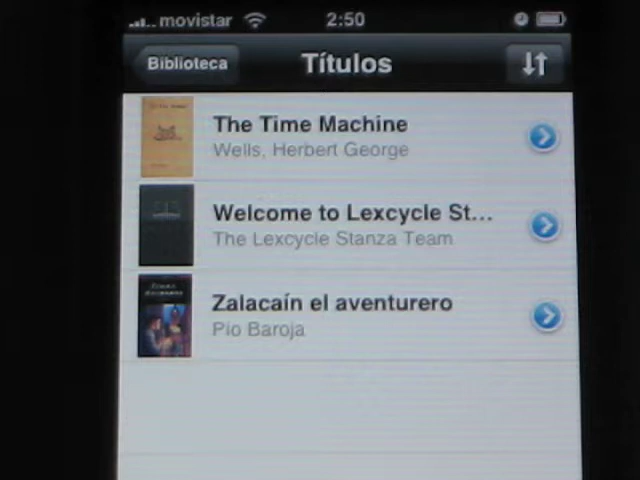 movistar 2:50
Biblioteca Títulos
The Time Machine
Wells, Herbert George
Welcome to Lexcycle St...
The Lexcycle Stanza Team
Zalacaín el aventurero
Pío Baroja